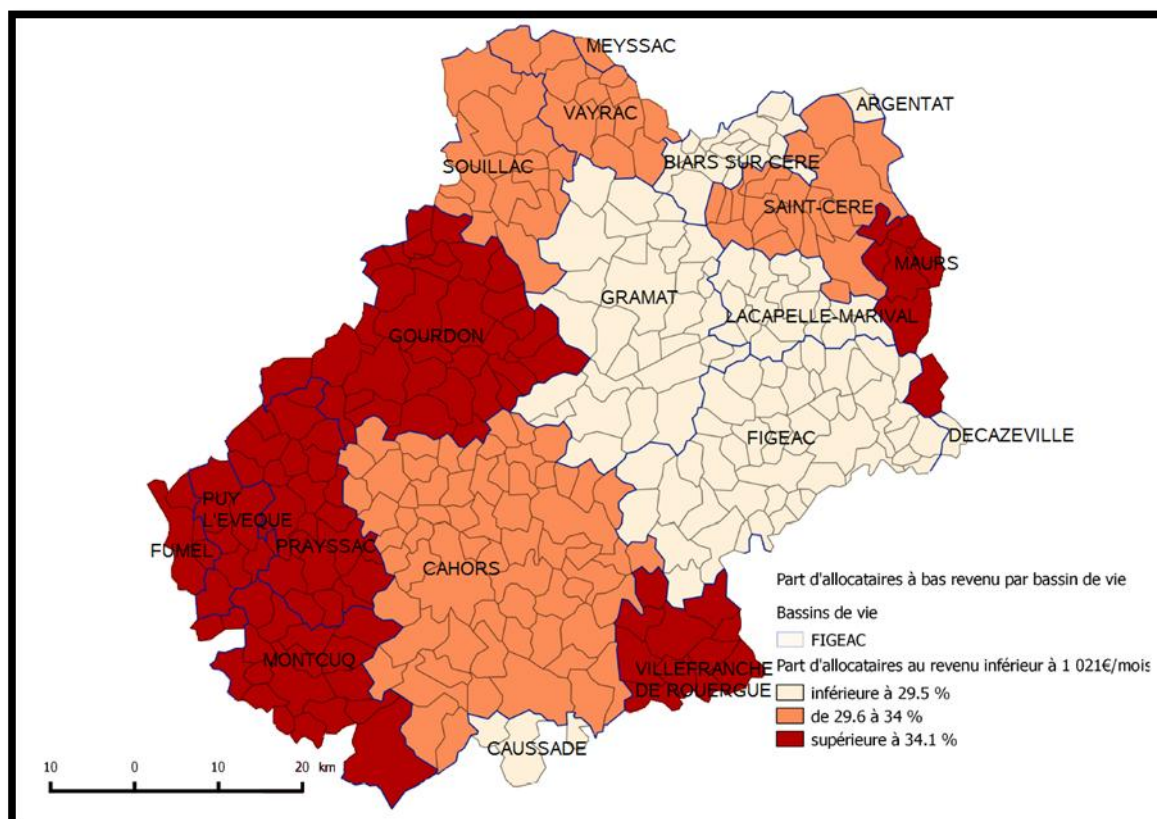 MEYSSAC
ARGENTAT
VAYRAC
BIARS SUR CERE
SOUILLAC
SAINT-CERE
MAURS
GRAMAT
LACAPELLE-MARIVAL
GOURDON
FIGEAC
DECAZEVILLE
PUY
L'EVEQUE
FUMEL
PRAYSSAC
CAHORS
MONTCUQ
VILLEFRANCHE
DE ROUERGUE
CAUSSADE
Part d'allocataires à bas revenu par bassin de vie
Bassins de vie
FIGEAC
Part d'allocataires au revenu inférieur à 1 021€/mois
inférieure à 29.5 %
de 29.6 à 34 %
supérieure à 34.1 %
10 0 10 20 km